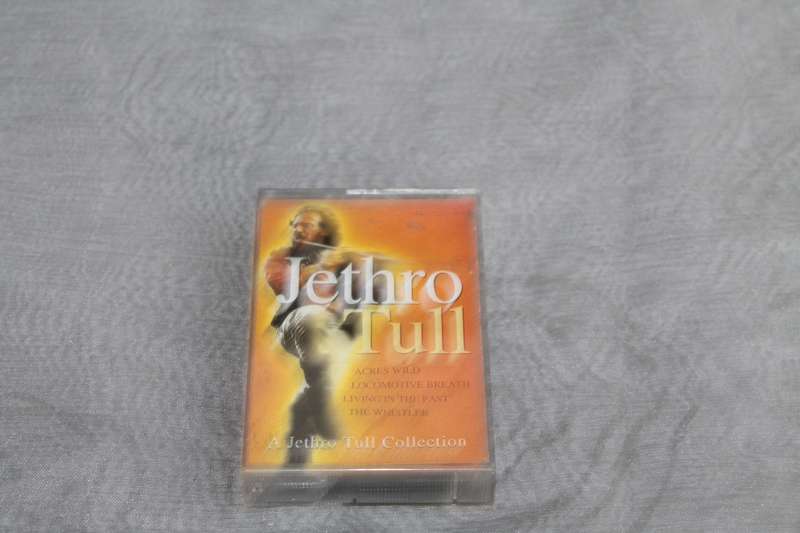 Jethro
Tull
ACRES WILD
LOCOMOTIVE BREATH
LIVING IN THE PAST
THE WHISTLER
A Jethro Tull Collection